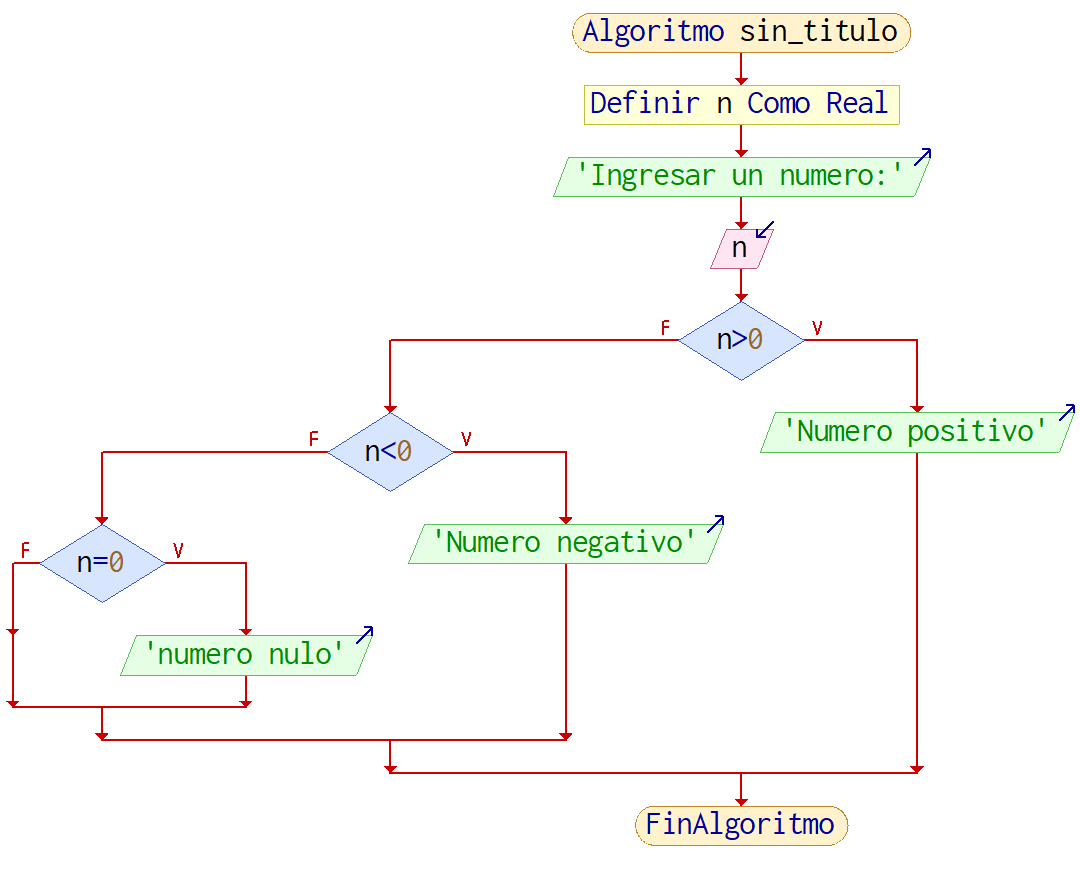 Algoritmo sin_titulo
Definir n Como Real
'Ingresar un numero:'
n
n>0
F
V
'Numero positivo'
n<0
F
V
'Numero negativo'
n=0
F
V
'numero nulo'
FinAlgoritmo